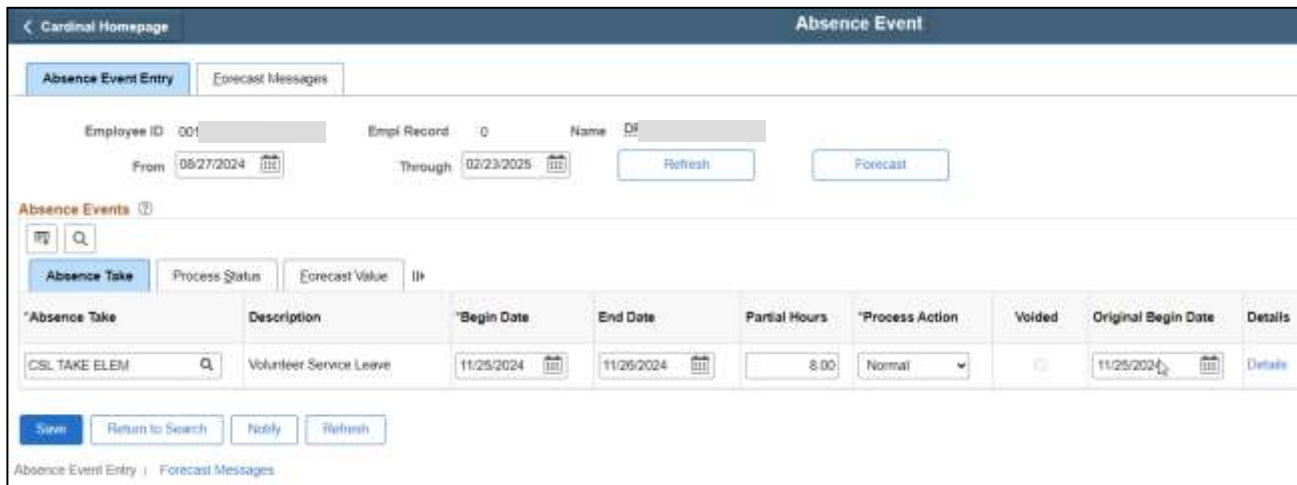 Cardinal Homepage
Absence Event
Absence Event Entry
Forecast Messages
Employee ID 001
Empl Record 0
Name DF
From 08/27/2024
Through 02/23/2025
Refresh
Forecast
Absence Events
Absence Take
Process Status
Forecast Value
*Absence Take Description *Begin Date End Date Partial Hours *Process Action Voided Original Begin Date Details
CSL TAKE ELEM Volunteer Service Leave 11/25/2024 11/26/2024 8.00 Normal 11/25/2024 Details
Save
Return to Search
Notify
Refresh
Absence Event Entry | Forecast Messages